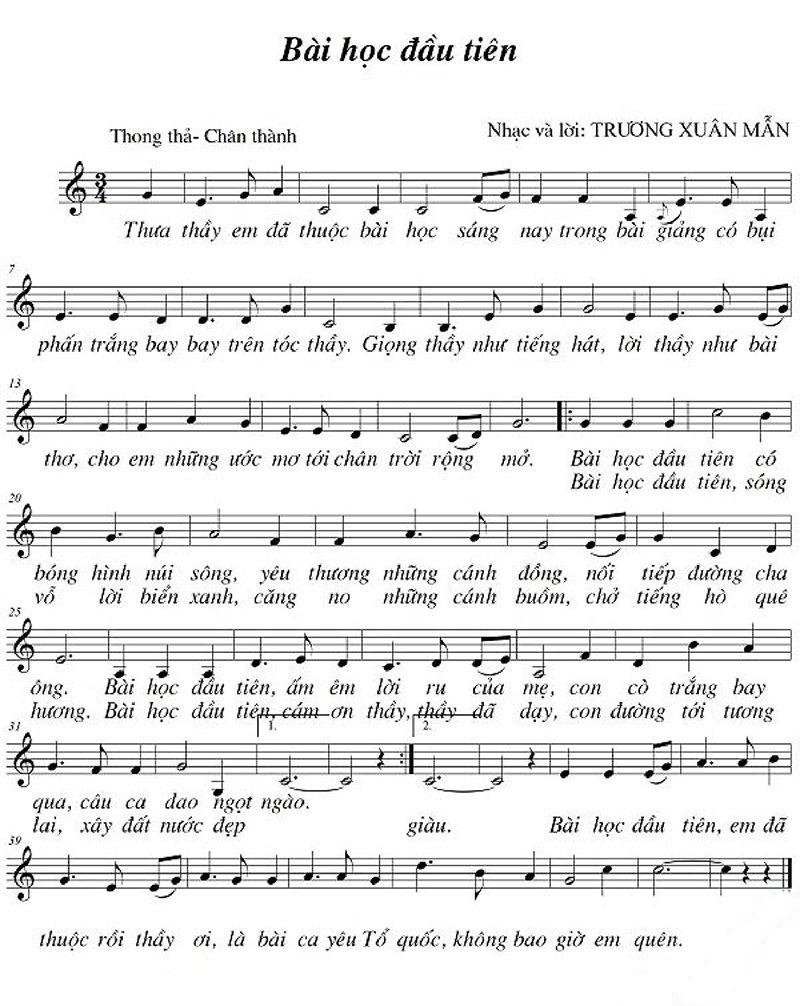 Bài học đầu tiên
Thong thả- Chân thành
Nhạc và lời: TRƯƠNG XUÂN MẪN
3
4
Thưa thầy em đã thuộc bài học sáng nay trong bài giảng có bụi
7
phấn trắng bay bay trên tóc thầy. Giọng thầy như tiếng hát, lời thầy như bài
13
thơ, cho em những ước mơ tới chân trời rộng mở. Bài học đầu tiên có
Bài học đầu tiên, sóng
20
bóng hình núi sông, yêu thương những cánh đồng, nối tiếp đường cha
vỗ lời biển xanh, căng no những cánh buồm, chở tiếng hò quê
25
ông. Bài học đầu tiên, ấm êm lời ru của mẹ, con cò trắng bay
hương. Bài học đầu tiên, cám ơn thầy, thầy đã dạy, con đường tới tương
31
1.
2.
qua, câu ca dao ngọt ngào.
lai, xây đất nước đẹp giàu. Bài học đầu tiên, em đã
39
thuộc rồi thầy ơi, là bài ca yêu Tổ quốc, không bao giờ em quên.